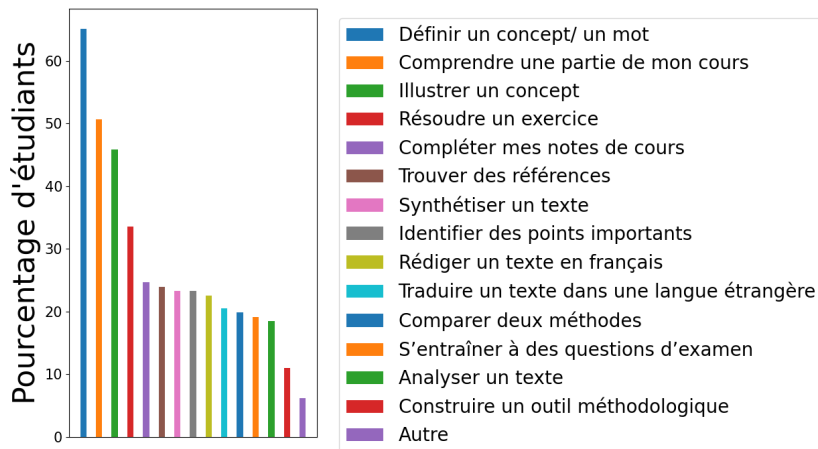 Pourcentage d'étudiants
60
50
40
30
20
10
0
Définir un concept/ un mot
Comprendre une partie de mon cours
Illustrer un concept
Résoudre un exercice
Compléter mes notes de cours
Trouver des références
Synthétiser un texte
Identifier des points importants
Rédiger un texte en français
Traduire un texte dans une langue étrangère
Comparer deux méthodes
S’entraîner à des questions d’examen
Analyser un texte
Construire un outil méthodologique
Autre